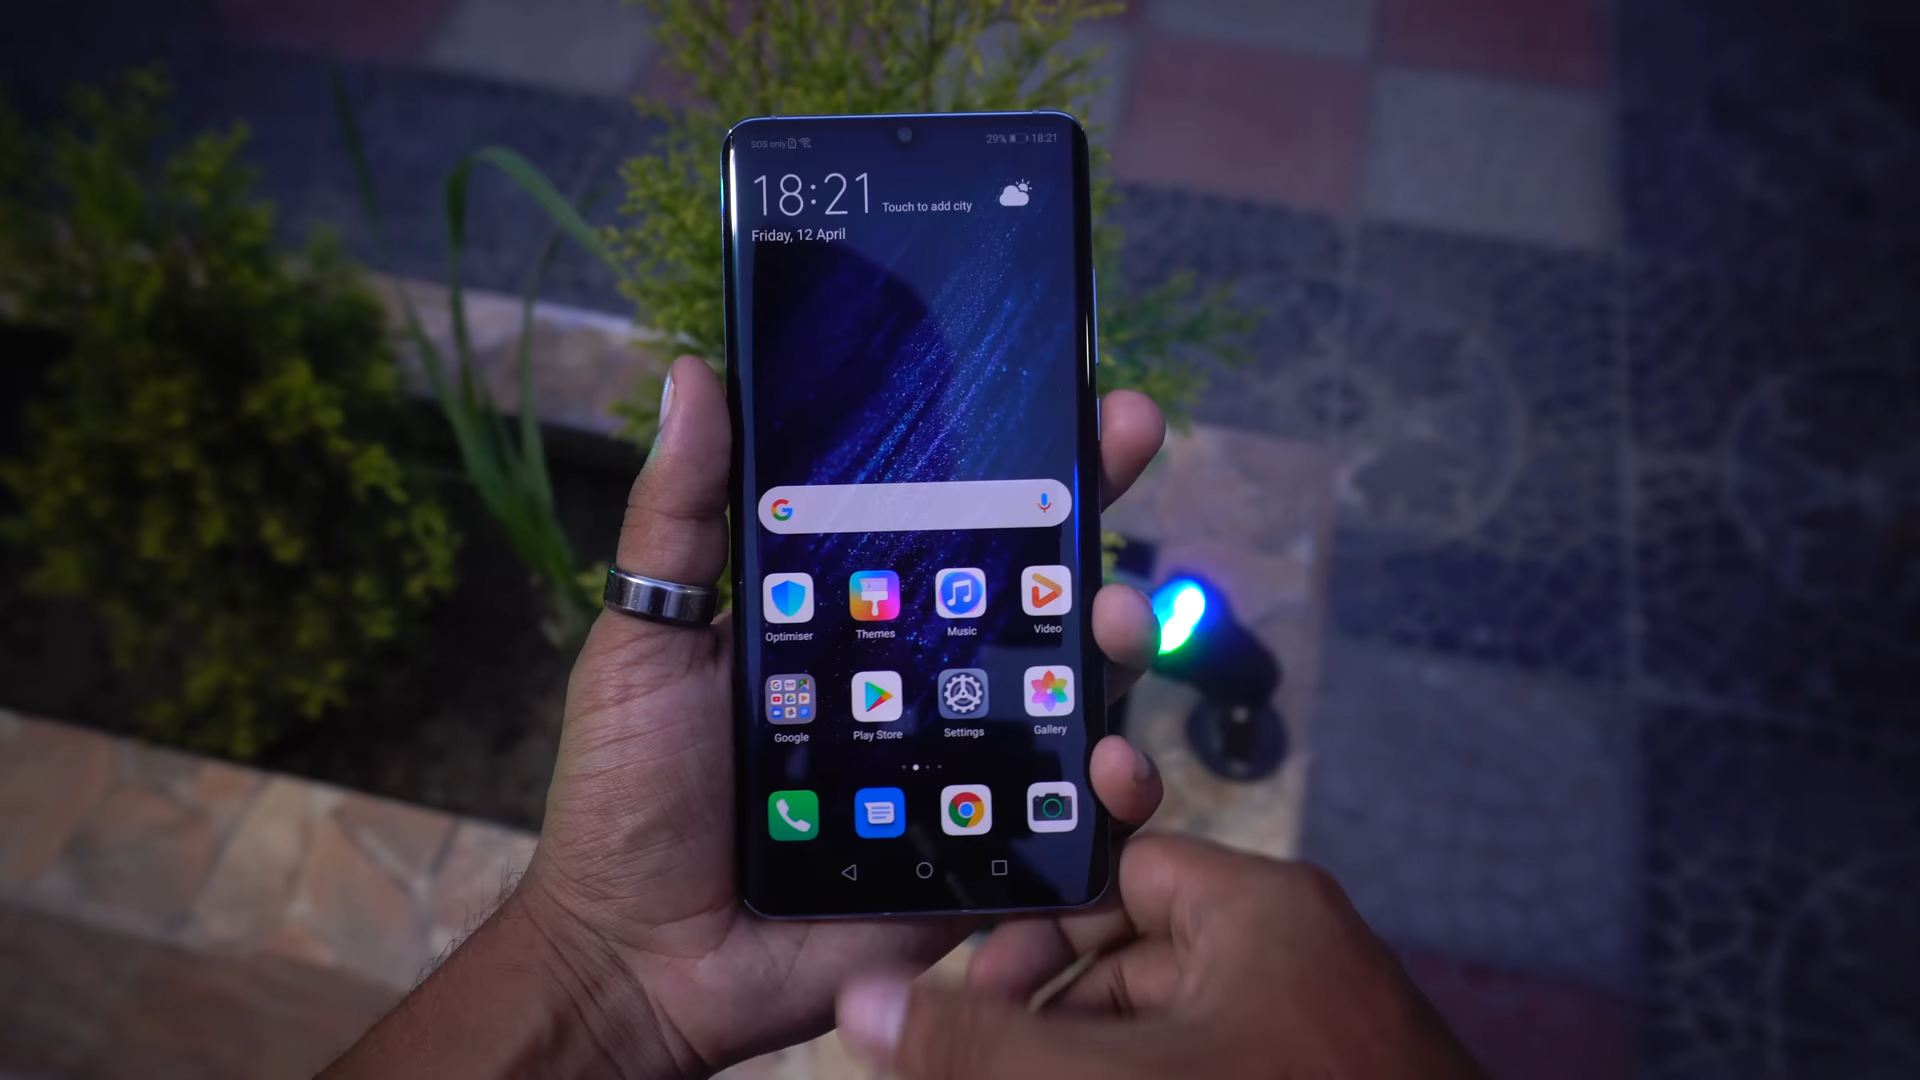 SOS only
29% 18:21
18:21 Touch to add city
Friday, 12 April
Optimiser Themes Music Video
Google Play Store Settings Gallery